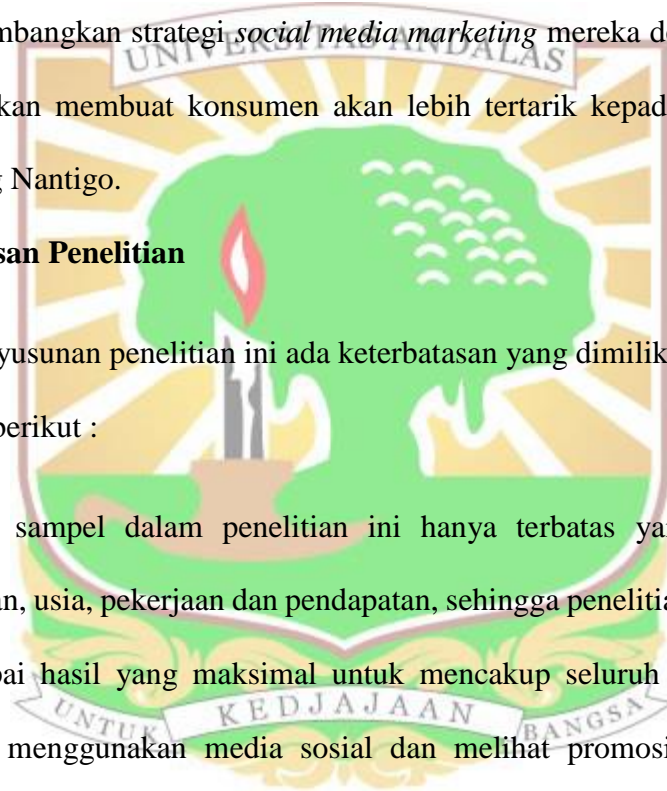 mbangkan strategi social media marketing mereka de
UNIVERSITAS ANDALAS
kan membuat konsumen akan lebih tertarik kepad
g Nantigo.
san Penelitian
yusunan penelitian ini ada keterbatasan yang dimilik
berikut :
sampel dalam penelitian ini hanya terbatas ya
an, usia, pekerjaan dan pendapatan, sehingga penelitia
pai hasil yang maksimal untuk mencakup seluruh
UNTUK KEDJAJAAN BANGSA
menggunakan media sosial dan melihat promosi